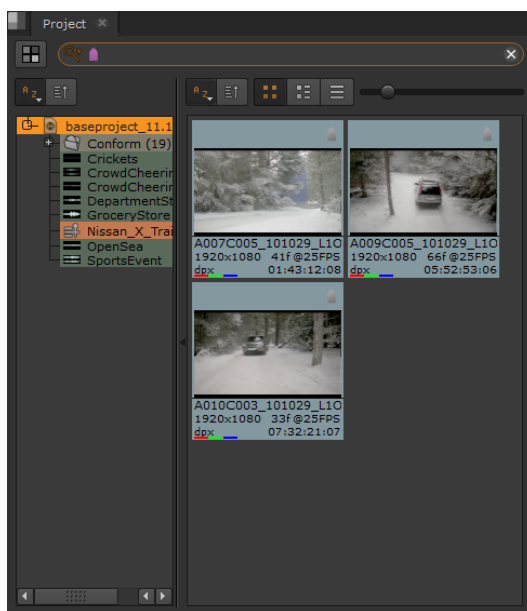 Project
baseproject_11.1
Conform (19)
Crickets
CrowdCheerin
CrowdCheerin
DepartmentSt
GroceryStore
Nissan_X_Trai
OpenSea
SportsEvent
A007C005_101029_L1O
1920x1080 41f@25FPS
dpx 01:43:12:08
A009C005_101029_L1O
1920x1080 66f@25FPS
dpx 05:52:53:06
A010C003_101029_L1O
1920x1080 33f@25FPS
dpx 07:32:21:07